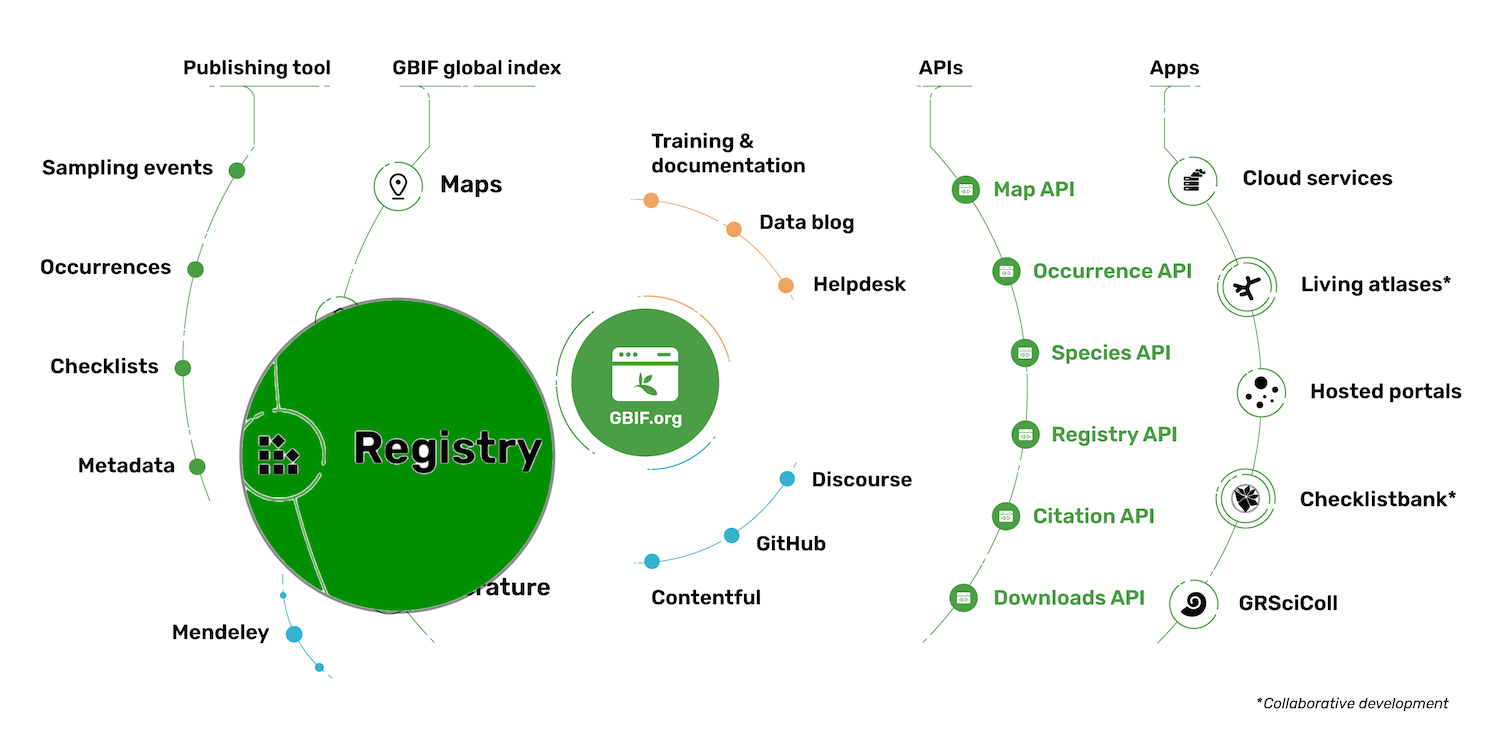 Publishing tool
GBIF global index
APIs
Apps
Training &
documentation
Sampling events
Maps
Map API
Cloud services
Data blog
Occurrences
Occurrence API
Helpdesk
Living atlases*
Checklists
Species API
Hosted portals
GBIF.org
Registry
Registry API
Metadata
Discourse
Checklistbank*
Citation API
GitHub
Contentful
Downloads API
GRSciColl
Mendeley
*Collaborative development